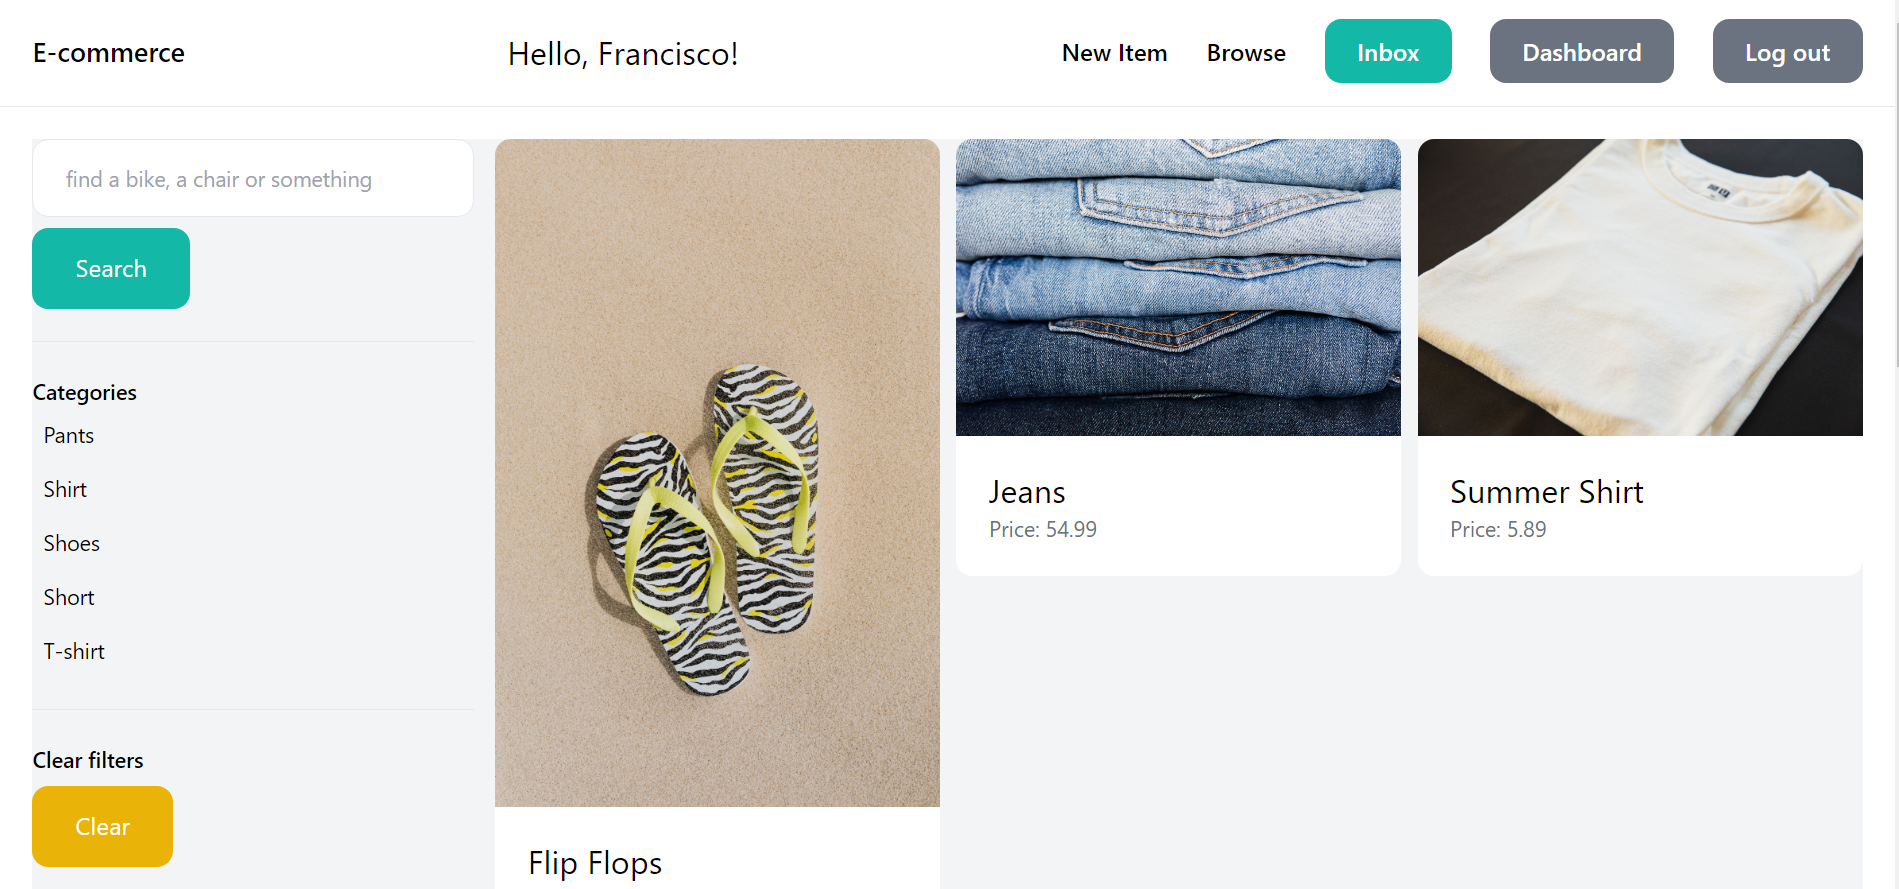 E-commerce
Hello, Francisco!
New Item
Browse
Inbox
Dashboard
Log out
find a bike, a chair or something
Search
Categories
Pants
Shirt
Shoes
Short
T-shirt
Clear filters
Clear
Flip Flops
Jeans
Price: 54.99
Summer Shirt
Price: 5.89